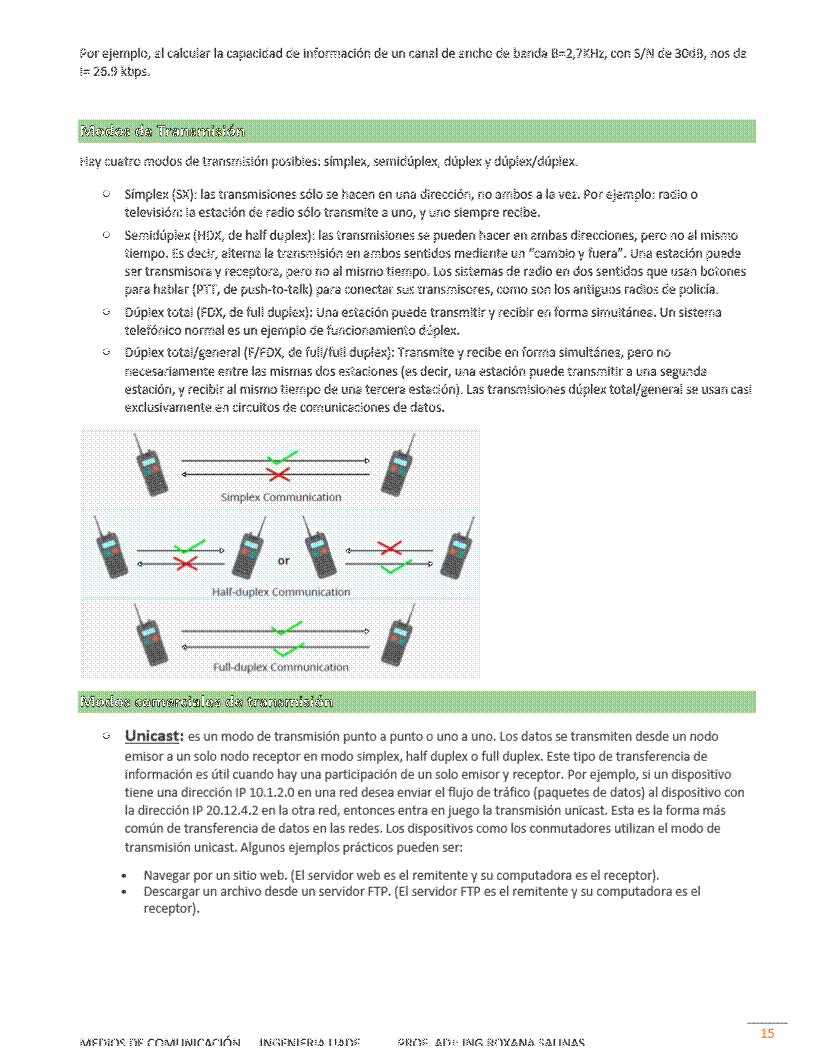 Por ejemplo, al calcular la capacidad de información de un canal de ancho de banda B=2,7KHz, con S/N de 30dB, nos da
I= 26.9 kbps.
Modos de Transmisión
Hay cuatro modos de transmisión posibles: símplex, semidúplex, dúplex y dúplex/dúplex.
○ Símplex (SX): las transmisiones sólo se hacen en una dirección, no ambos a la vez. Por ejemplo: radio o
televisión: la estación de radio sólo transmite a uno, y uno siempre recibe.
○ Semidúplex (HDX, de half duplex): las transmisiones se pueden hacer en ambas direcciones, pero no al mismo
tiempo. Es decir, alterna la transmisión en ambos sentidos mediante un “cambio y fuera”. Una estación puede
ser transmisora y receptora, pero no al mismo tiempo. Los sistemas de radio en dos sentidos que usan botones
para hablar (PTT, de push-to-talk) para conectar sus transmisores, como son los antiguos radios de policía.
○ Dúplex total (FDX, de full duplex): Una estación puede transmitir y recibir en forma simultánea. Un sistema
telefónico normal es un ejemplo de funcionamiento dúplex.
○ Dúplex total/general (F/FDX, de full/full duplex): Transmite y recibe en forma simultánea, pero no
necesariamente entre las mismas dos estaciones (es decir, una estación puede transmitir a una segunda
estación, y recibir al mismo tiempo de una tercera estación). Las transmisiones dúplex total/general se usan casi
exclusivamente en circuitos de comunicaciones de datos.
Simplex Communication
or
Half-duplex Communication
Full-duplex Communication
Modos comerciales de transmisión
○ Unicast: es un modo de transmisión punto a punto o uno a uno. Los datos se transmiten desde un nodo
emisor a un solo nodo receptor en modo simplex, half duplex o full duplex. Este tipo de transferencia de
información es útil cuando hay una participación de un solo emisor y receptor. Por ejemplo, si un dispositivo
tiene una dirección IP 10.1.2.0 en una red desea enviar el flujo de tráfico (paquetes de datos) al dispositivo con
la dirección IP 20.12.4.2 en la otra red, entonces entra en juego la transmisión unicast. Esta es la forma más
común de transferencia de datos en las redes. Los dispositivos como los conmutadores utilizan el modo de
transmisión unicast. Algunos ejemplos prácticos pueden ser:
• Navegar por un sitio web. (El servidor web es el remitente y su computadora es el receptor).
• Descargar un archivo desde un servidor FTP. (El servidor FTP es el remitente y su computadora es el
receptor).
15
MEDIOS DE COMUNICACIÓN INGENIERIA UADE PROF. ADJ: ING ROXANA SALINAS